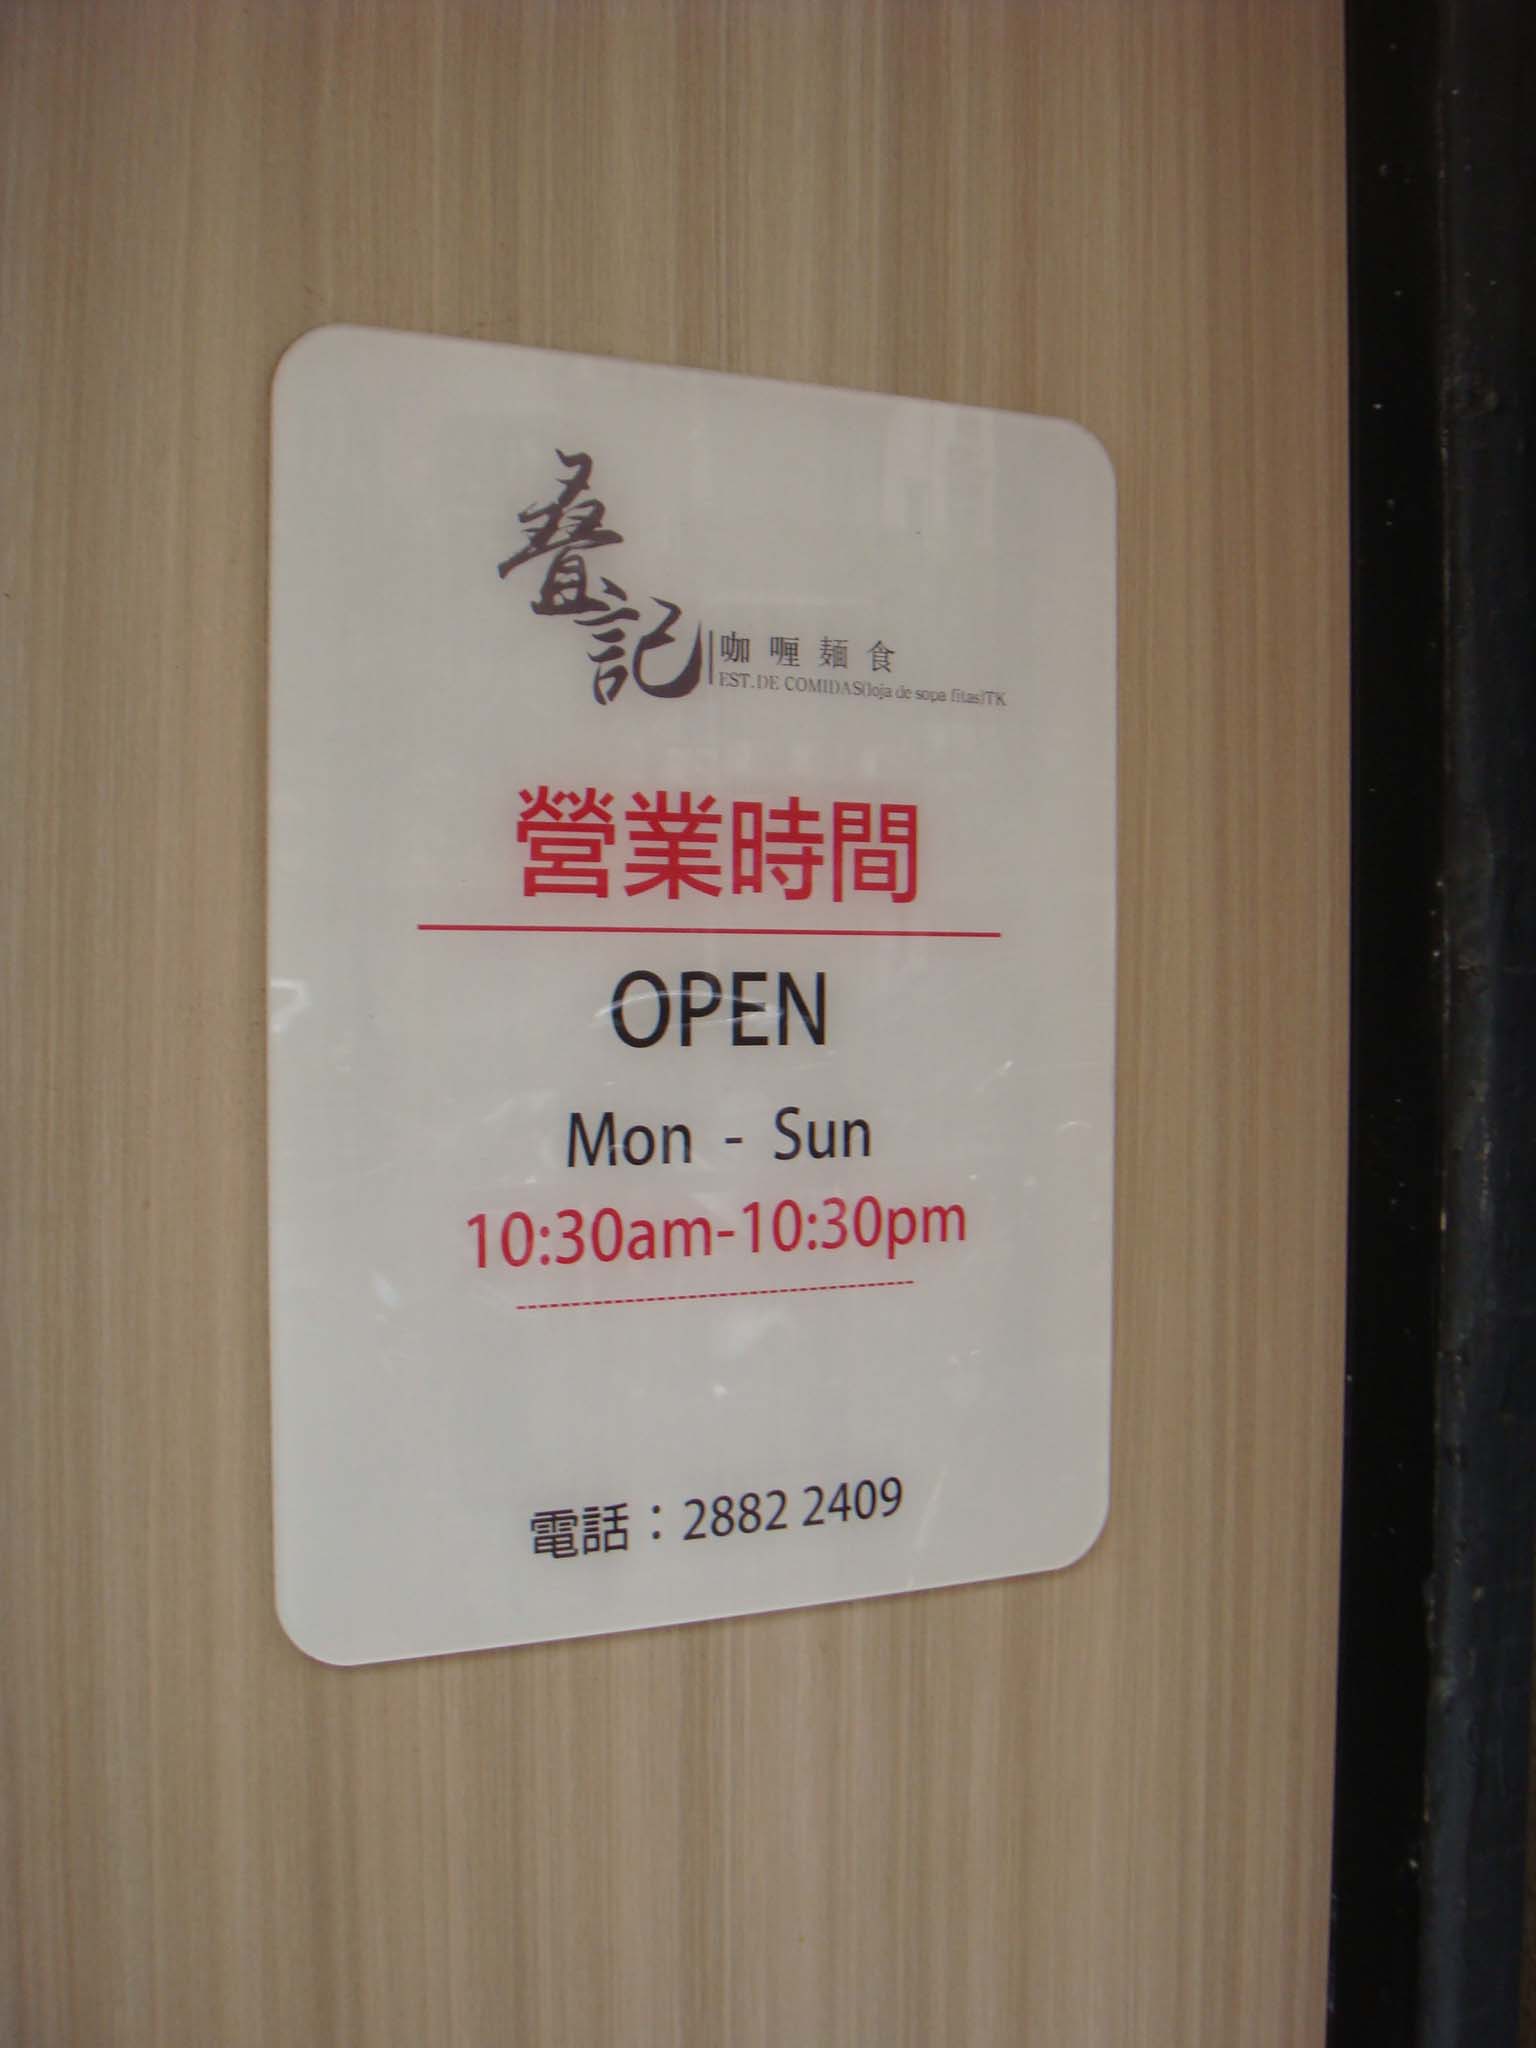 叠記
咖喱麵食
EST.DE COMIDAS(loja de sopa fitas)TK
營業時間
OPEN
Mon - Sun
10:30am-10:30pm
電話：2882 2409